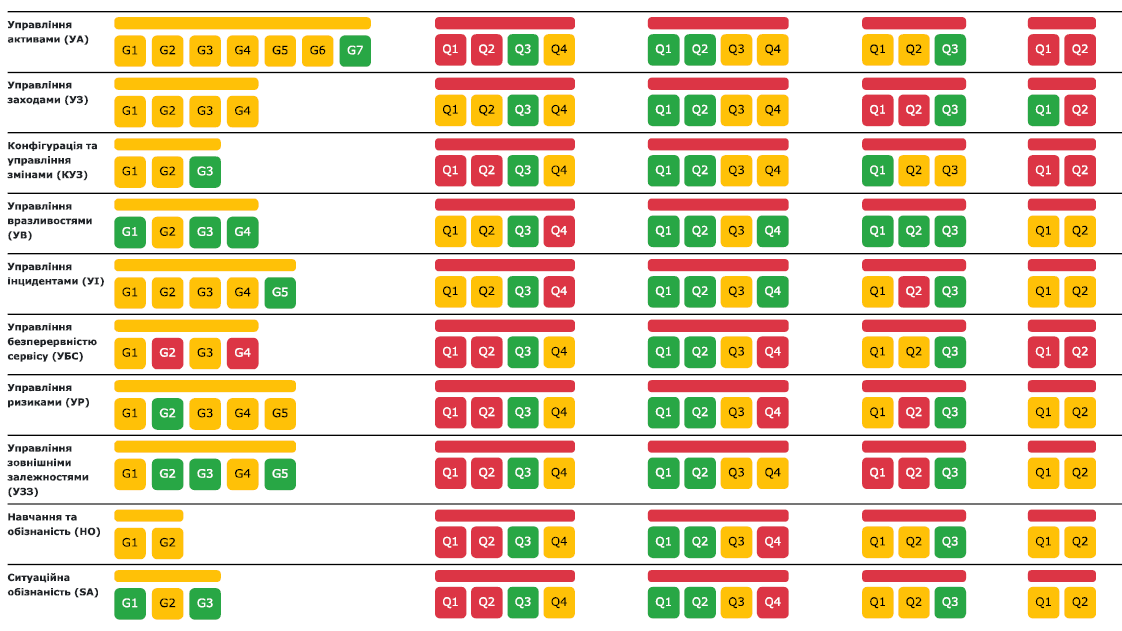 Управління
активами (УА)
G1 G2 G3 G4 G5 G6 G7 Q1 Q2 Q3 Q4 Q1 Q2 Q3 Q4 Q1 Q2 Q3 Q1 Q2
Управління
заходами (УЗ)
G1 G2 G3 G4 Q1 Q2 Q3 Q4 Q1 Q2 Q3 Q4 Q1 Q2 Q3 Q1 Q2
Конфігурація та
управління
змінами (КУЗ)
G1 G2 G3 Q1 Q2 Q3 Q4 Q1 Q2 Q3 Q4 Q1 Q2 Q3 Q1 Q2
Управління
вразливостями
(УВ)
G1 G2 G3 G4 Q1 Q2 Q3 Q4 Q1 Q2 Q3 Q4 Q1 Q2 Q3 Q1 Q2
Управління
інцидентами (УІ)
G1 G2 G3 G4 G5 Q1 Q2 Q3 Q4 Q1 Q2 Q3 Q4 Q1 Q2 Q3 Q1 Q2
Управління
безперервністю
сервісу (УБС)
G1 G2 G3 G4 Q1 Q2 Q3 Q4 Q1 Q2 Q3 Q4 Q1 Q2 Q3 Q1 Q2
Управління
ризиками (УР)
G1 G2 G3 G4 G5 Q1 Q2 Q3 Q4 Q1 Q2 Q3 Q4 Q1 Q2 Q3 Q1 Q2
Управління
зовнішніми
залежностями
(УЗЗ)
G1 G2 G3 G4 G5 Q1 Q2 Q3 Q4 Q1 Q2 Q3 Q4 Q1 Q2 Q3 Q1 Q2
Навчання та
обізнаність (НО)
G1 G2 Q1 Q2 Q3 Q4 Q1 Q2 Q3 Q4 Q1 Q2 Q3 Q1 Q2
Ситуаційна
обізнаність (SA)
G1 G2 G3 Q1 Q2 Q3 Q4 Q1 Q2 Q3 Q4 Q1 Q2 Q3 Q1 Q2